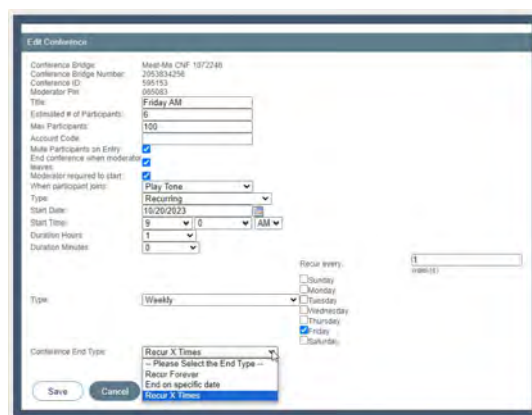 Edit Conference
Conference Bridge: Meet-Me CNF 1072246
Conference Bridge Number: 2053834256
Conference ID: 595153
Moderator Pin: 065083
Title: Friday AM
Estimated # of Participants: 6
Max Participants: 100
Account Code:
Mute Participants on Entry
End conference when moderator
leaves:
Moderator required to start:
When participant joins: Play Tone
Type: Recurring
Start Date: 10/20/2023
Start Time: 9 0 AM
Duration Hours 1
Duration Minutes 0
Recur every: 1
week(s)
Sunday
Monday
Type: Weekly Tuesday
Wednesday
Thursday
Friday
Saturday
Conference End Type: Recur X Times
-- Please Select the End Type --
Recur Forever
End on specific date
Recur X Times
Save Cancel